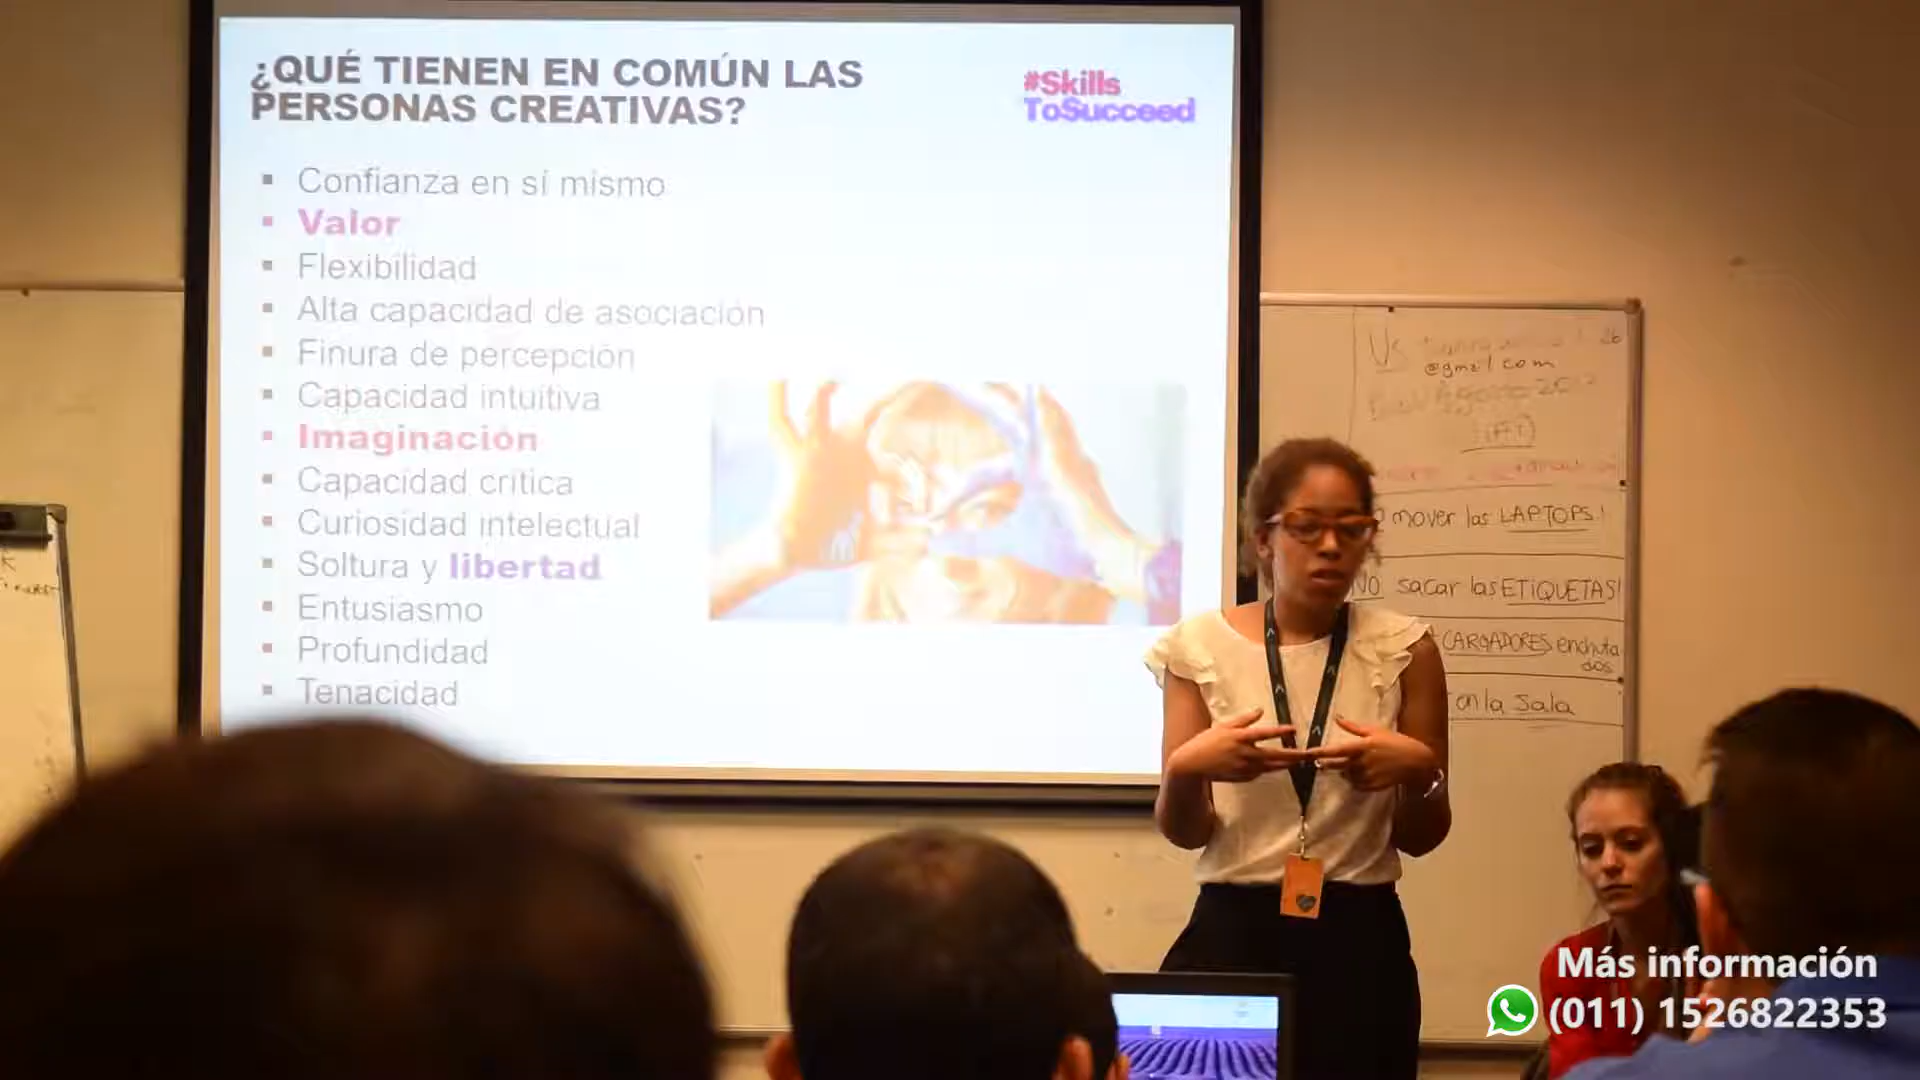 ¿QUÉ TIENEN EN COMÚN LAS
PERSONAS CREATIVAS?
#Skills
ToSucceed
▪ Confianza en sí mismo
▪ Valor
▪ Flexibilidad
▪ Alta capacidad de asociación
▪ Finura de percepción
▪ Capacidad intuitiva
▪ Imaginación
▪ Capacidad crítica
▪ Curiosidad intelectual
▪ Soltura y libertad
▪ Entusiasmo
▪ Profundidad
▪ Tenacidad
@gmail.com
mover las LAPTOPS!
NO sacar las ETIQUETAS!
CARGADORES enchufa
dos
en la Sala
Más información
(011) 1526822353